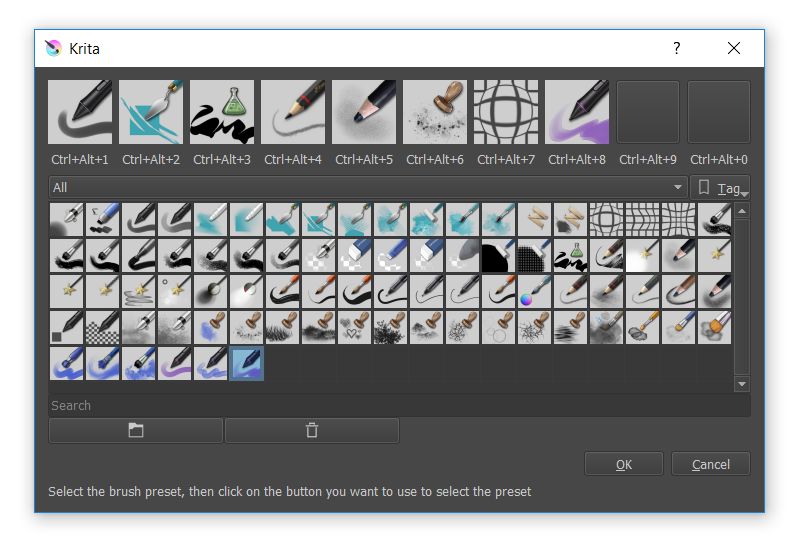 Krita
?
Ctrl+Alt+1 Ctrl+Alt+2 Ctrl+Alt+3 Ctrl+Alt+4 Ctrl+Alt+5 Ctrl+Alt+6 Ctrl+Alt+7 Ctrl+Alt+8 Ctrl+Alt+9 Ctrl+Alt+0
All Tag
Search
OK Cancel
Select the brush preset, then click on the button you want to use to select the preset